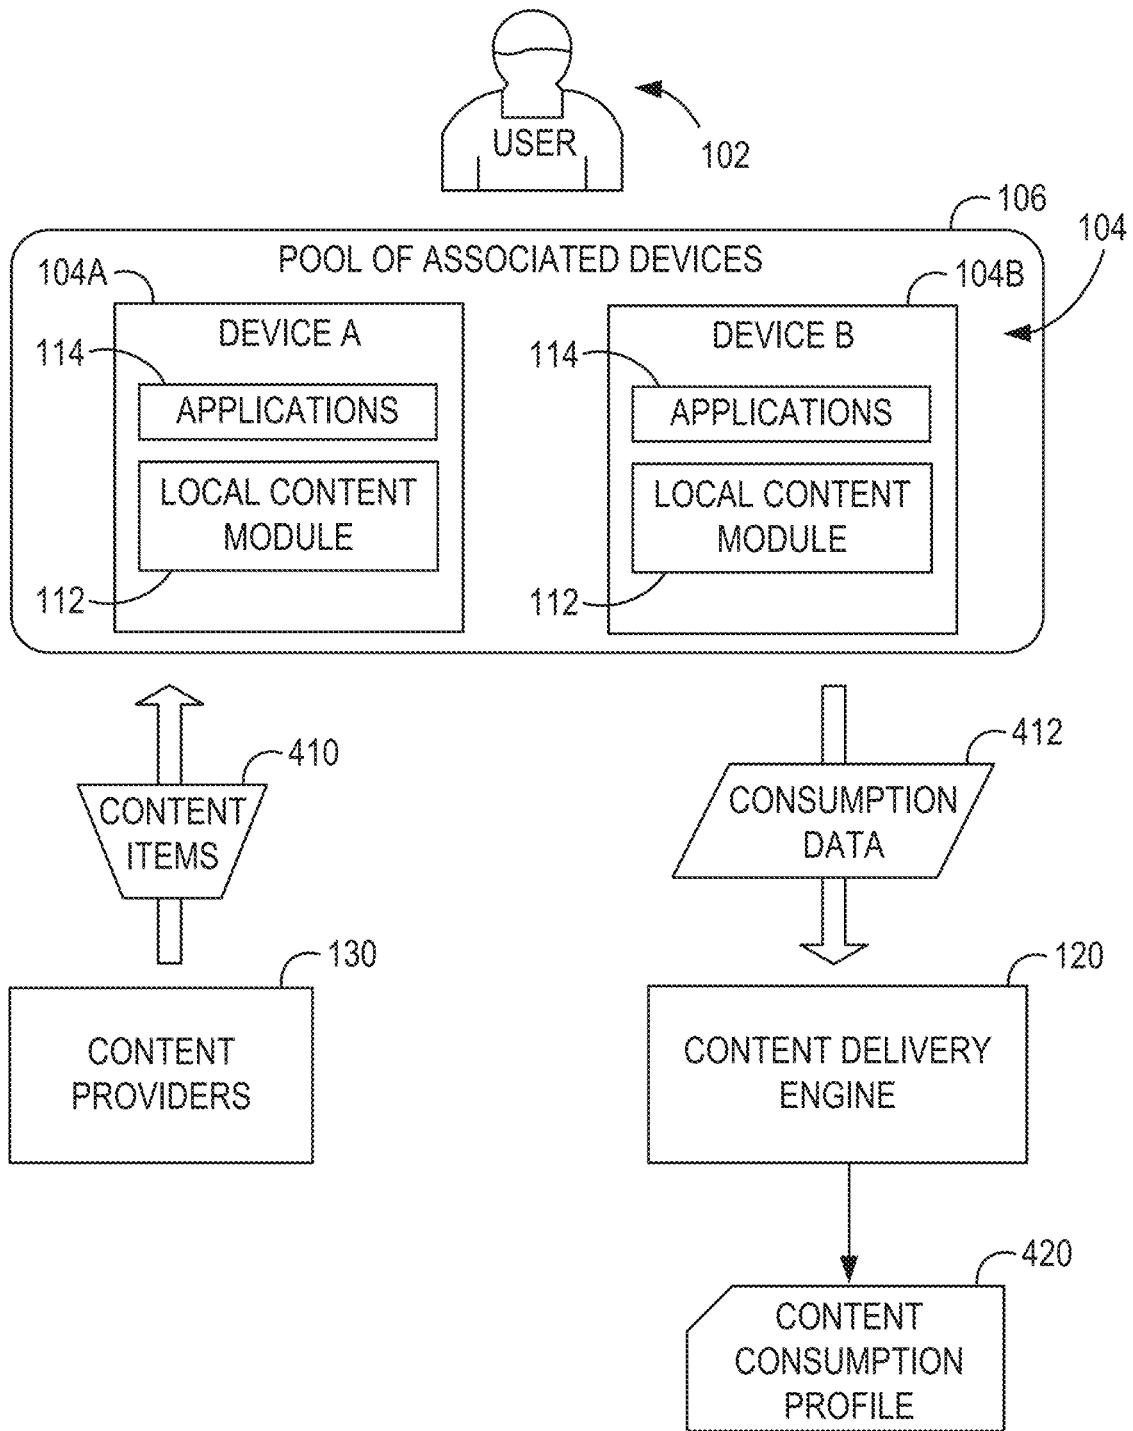 USER
102
106
104
POOL OF ASSOCIATED DEVICES
104A
104B
DEVICE A
114
APPLICATIONS
LOCAL CONTENT
MODULE
112
DEVICE B
114
APPLICATIONS
LOCAL CONTENT
MODULE
112
410
CONTENT
ITEMS
412
CONSUMPTION
DATA
130
CONTENT
PROVIDERS
120
CONTENT DELIVERY
ENGINE
420
CONTENT
CONSUMPTION
PROFILE